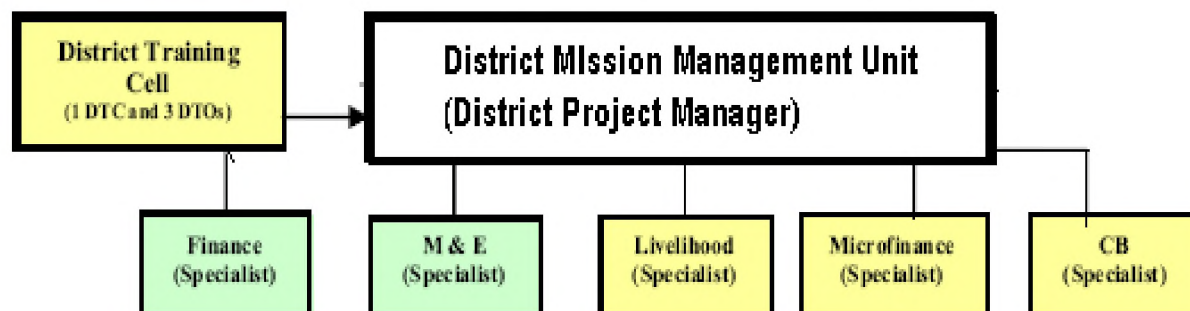 District Training
Cell
(1 DTC and 3 DTOs)
District MIssion Management Unit
(District Project Manager)
Finance
(Specialist)
M & E
(Specialist)
Livelihood
(Specialist)
Microfinance
(Specialist)
CB
(Specialist)